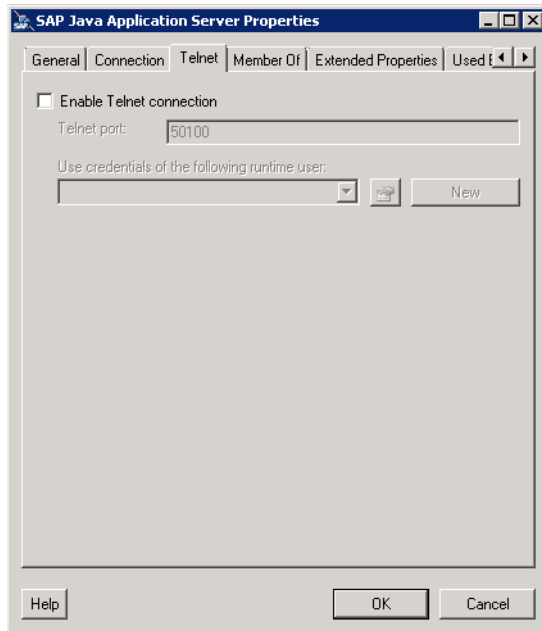 SAP Java Application Server Properties
General Connection Telnet Member Of Extended Properties Used
Enable Telnet connection
Telnet port: 50100
Use credentials of the following runtime user:
New
Help OK Cancel